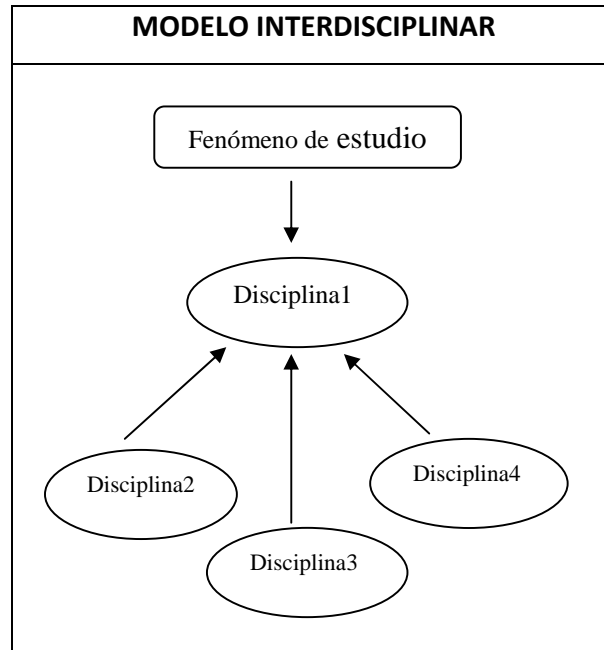 MODELO INTERDISCIPLINAR
Fenómeno de estudio
Disciplina1
Disciplina2
Disciplina4
Disciplina3